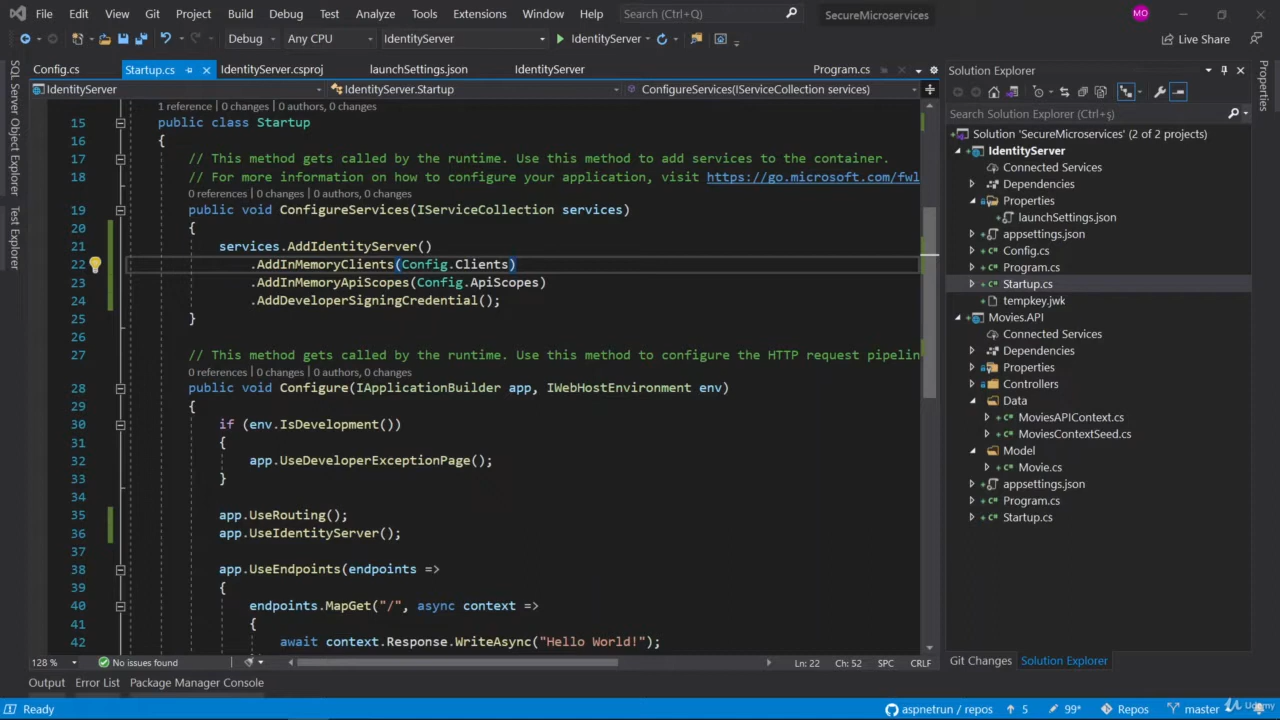 File Edit View Git Project Build Debug Test Analyze Tools Extensions Window Help Search (Ctrl+Q) SecureMicroservices MO
Debug Any CPU IdentityServer IdentityServer Live Share
Config.cs Startup.cs IdentityServer.csproj launchSettings.json IdentityServer Program.cs
IdentityServer IdentityServer.Startup ConfigureServices(IServiceCollection services)
1 reference | 0 changes | 0 authors, 0 changes
15 public class Startup
16 {
17 // This method gets called by the runtime. Use this method to add services to the container.
18 // For more information on how to configure your application, visit https://go.microsoft.com/fwl
0 references | 0 changes | 0 authors, 0 changes
19 public void ConfigureServices(IServiceCollection services)
20 {
21 services.AddIdentityServer()
22 .AddInMemoryClients(Config.Clients)
23 .AddInMemoryApiScopes(Config.ApiScopes)
24 .AddDeveloperSigningCredential();
25 }
26
27 // This method gets called by the runtime. Use this method to configure the HTTP request pipelin
0 references | 0 changes | 0 authors, 0 changes
28 public void Configure(IApplicationBuilder app, IWebHostEnvironment env)
29 {
30 if (env.IsDevelopment())
31 {
32 app.UseDeveloperExceptionPage();
33 }
34
35 app.UseRouting();
36 app.UseIdentityServer();
37
38 app.UseEndpoints(endpoints =>
39 {
40 endpoints.MapGet("/", async context =>
41 {
42 await context.Response.WriteAsync("Hello World!");
128 % No issues found Ln: 22 Ch: 52 SPC CRLF
Output Error List Package Manager Console
Ready aspnetrun / repos 5 99* Repos master
SQL Server Object Explorer
Test Explorer
Solution Explorer
Search Solution Explorer (Ctrl+ş)
Solution 'SecureMicroservices' (2 of 2 projects)
IdentityServer
Connected Services
Dependencies
Properties
launchSettings.json
appsettings.json
Config.cs
Program.cs
Startup.cs
tempkey.jwk
Movies.API
Connected Services
Dependencies
Properties
Controllers
Data
MoviesAPIContext.cs
MoviesContextSeed.cs
Model
Movie.cs
appsettings.json
Program.cs
Startup.cs
Git Changes Solution Explorer
Properties
Udemy